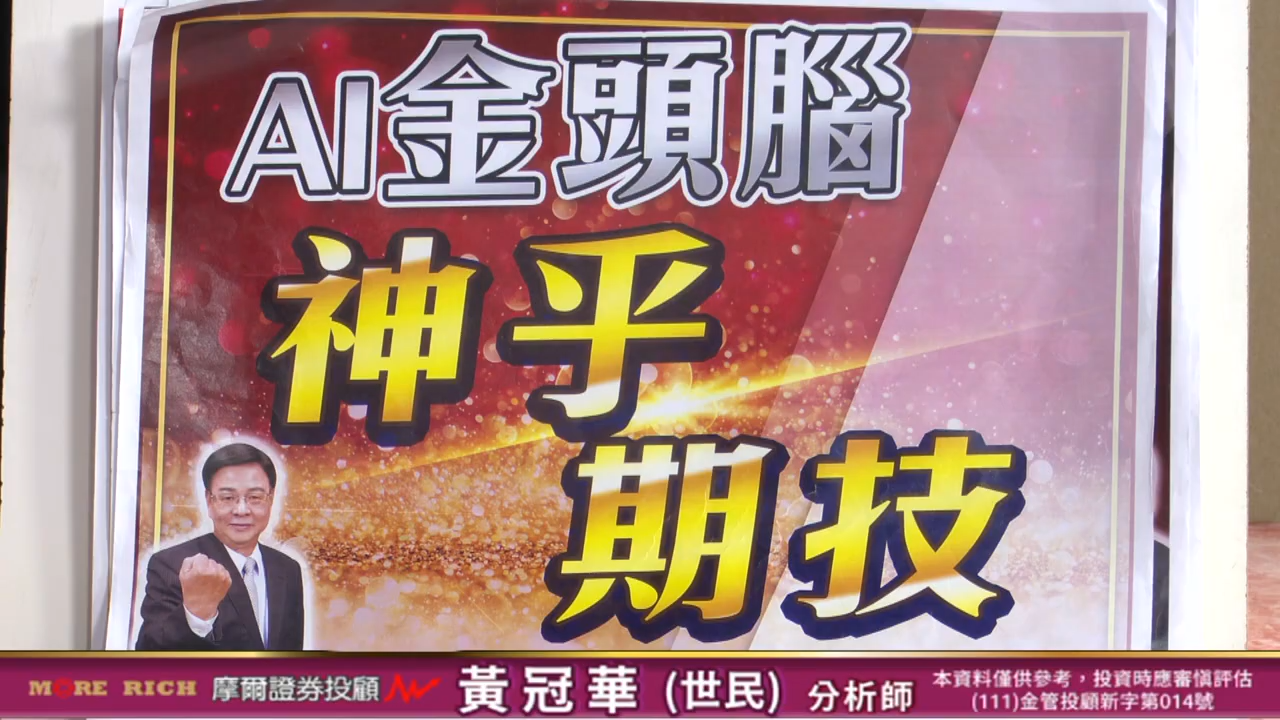 AI金頭腦
神乎
期技
MORE RICH 摩爾證券投顧 黃冠華(世民) 分析師
本資料僅供參考，投資時應審慎評估
(111)金管投顧新字第014號